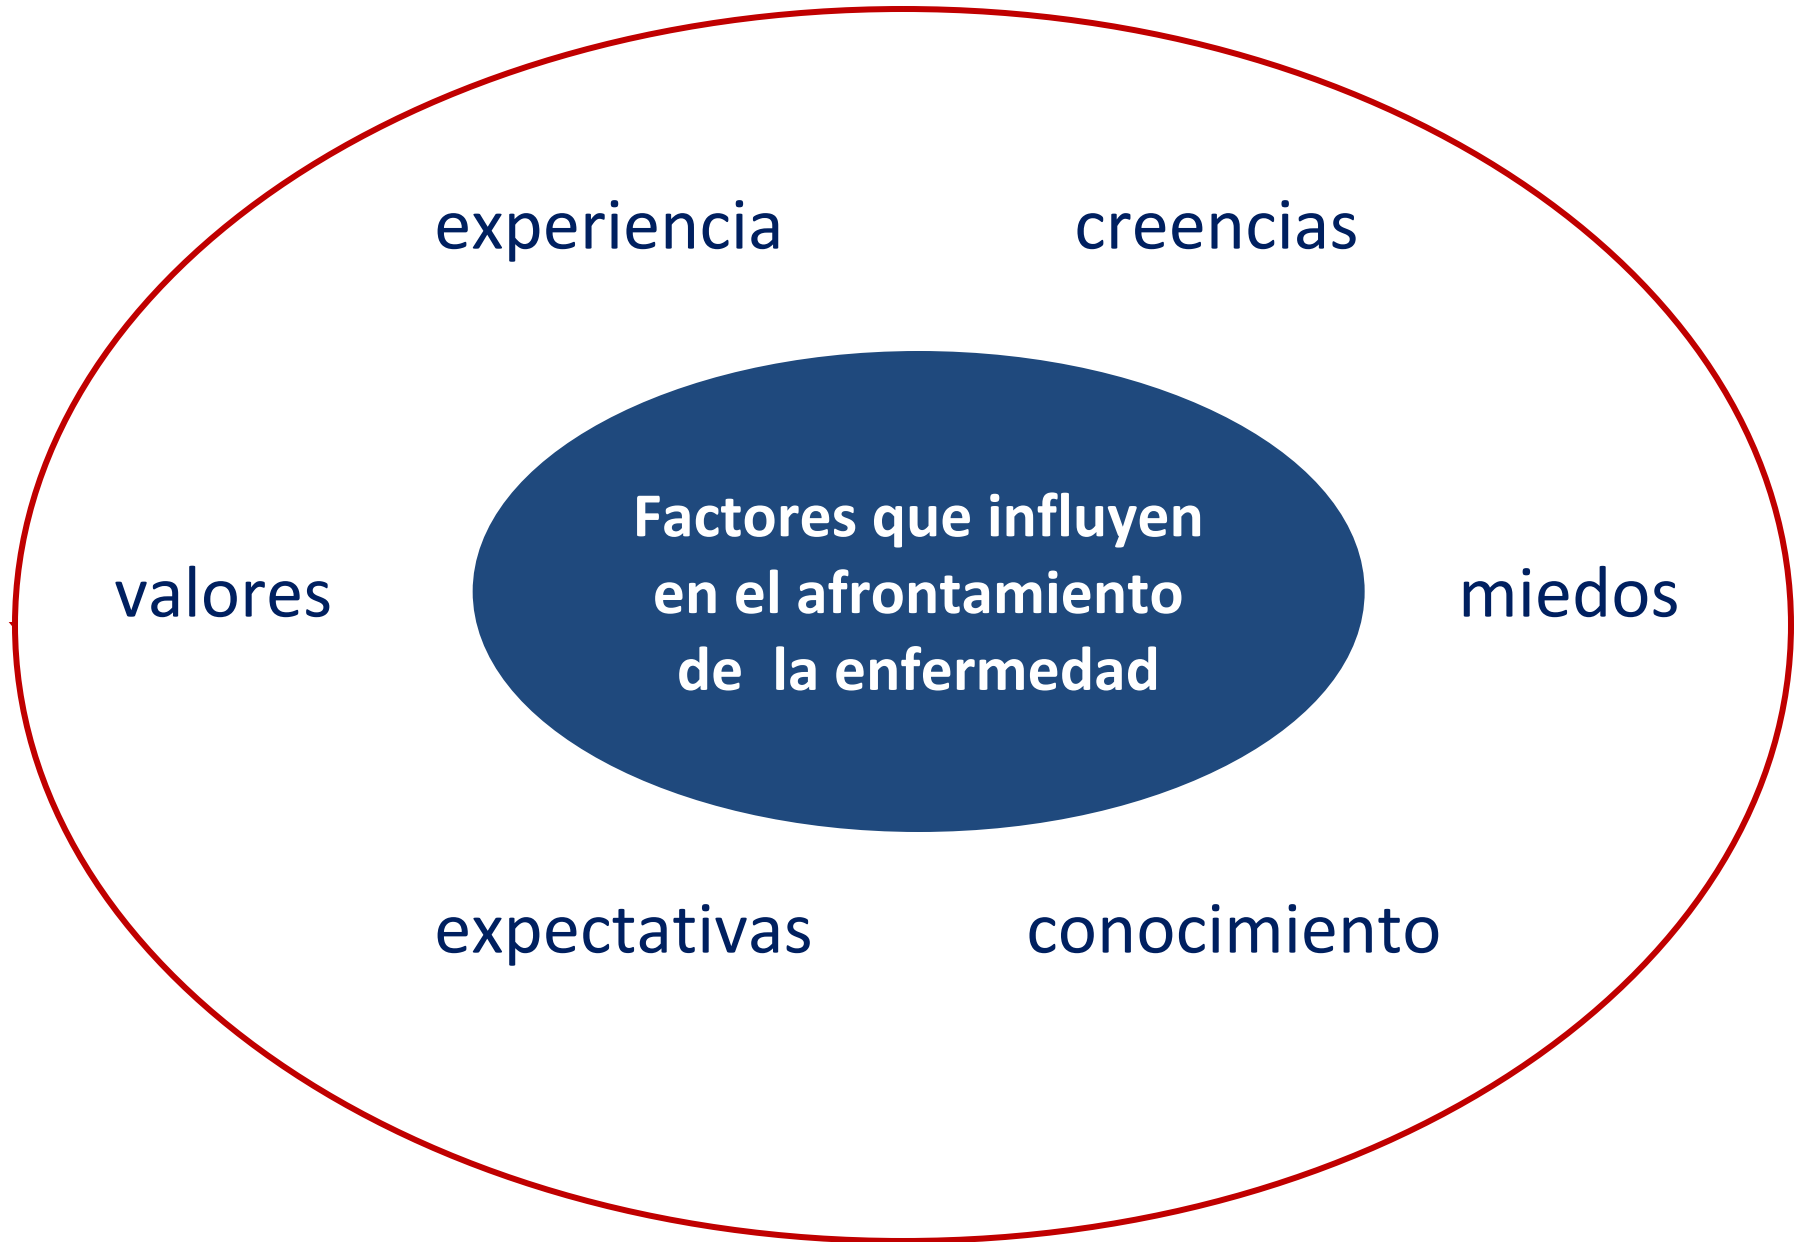 experiencia
creencias
Factores que influyen
en el afrontamiento
de la enfermedad
valores
miedos
expectativas
conocimiento